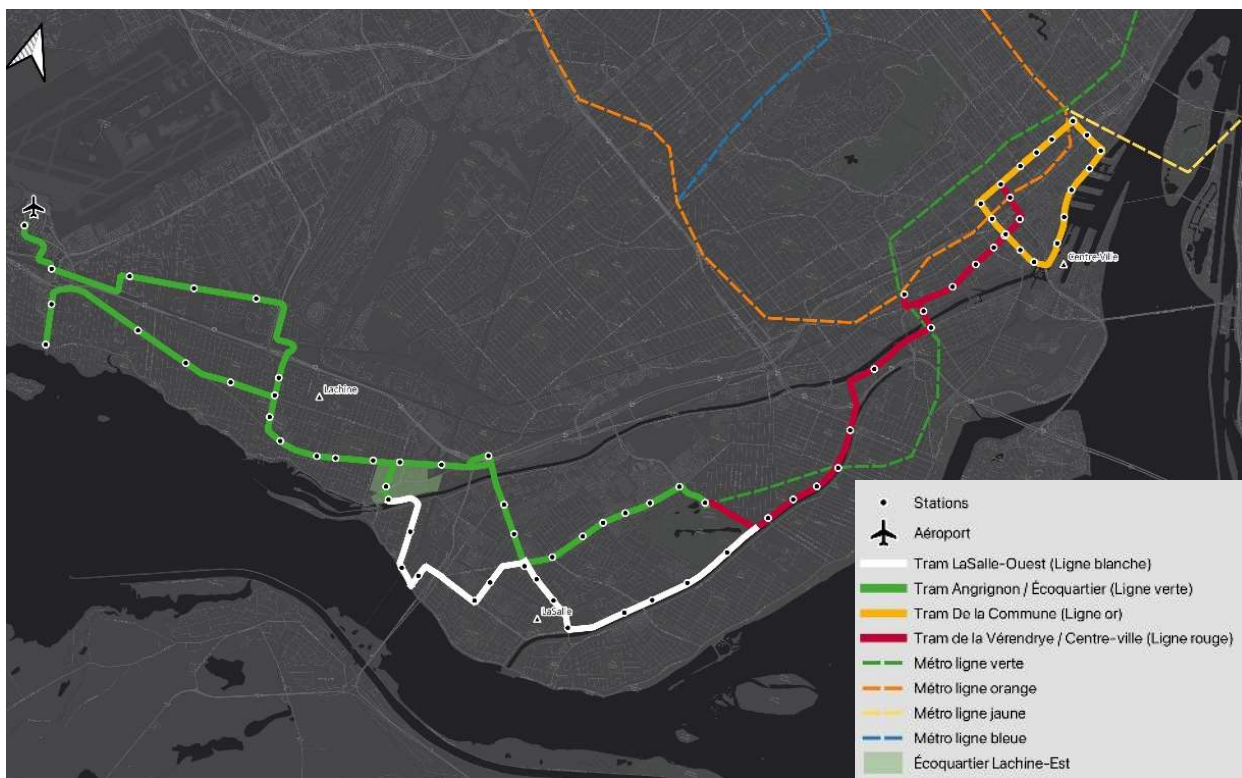 Lachine
LaSalle
Centre-Ville
Stations
Aéroport
Tram LaSalle-Ouest (Ligne blanche)
Tram Angrignon / Écoquartier (Ligne verte)
Tram De la Commune (Ligne or)
Tram de la Vérendrye / Centre-ville (Ligne rouge)
Métro ligne verte
Métro ligne orange
Métro ligne jaune
Métro ligne bleue
Écoquartier Lachine-Est